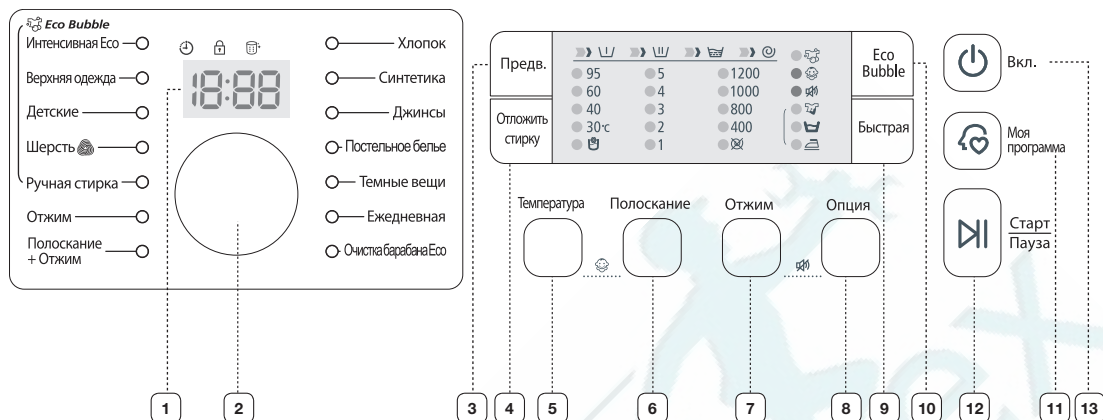 Eco Bubble
Интенсивная Eco
Верхняя одежда
Детские
Шерсть
Ручная стирка
Отжим
Полоскание
+ Отжим
18:88
Хлопок
Синтетика
Джинсы
Постельное белье
Темные вещи
Ежедневная
Очистка барабана Eco
Предв.
Отложить
стирку
95 5 1200
60 4 1000
40 3 800
30°c 2 400
1
Eco
Bubble
Быстрая
Температура
Полоскание
Отжим
Опция
Вкл.
Моя
программа
Старт
Пауза
1 2 3 4 5 6 7 8 9 10 12 11 13